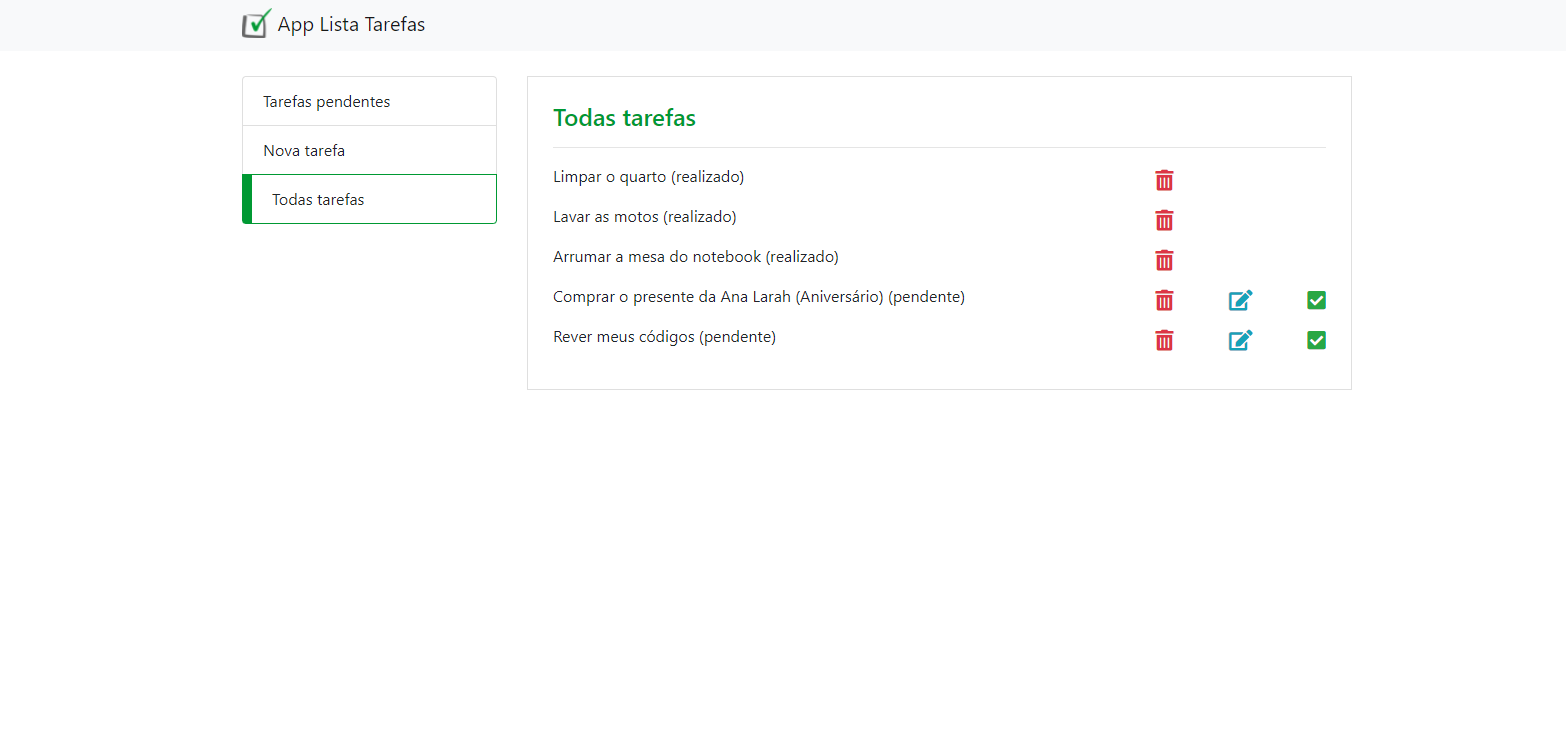 App Lista Tarefas
Tarefas pendentes
Nova tarefa
Todas tarefas
Todas tarefas
Limpar o quarto (realizado)
Lavar as motos (realizado)
Arrumar a mesa do notebook (realizado)
Comprar o presente da Ana Larah (Aniversário) (pendente)
Rever meus códigos (pendente)